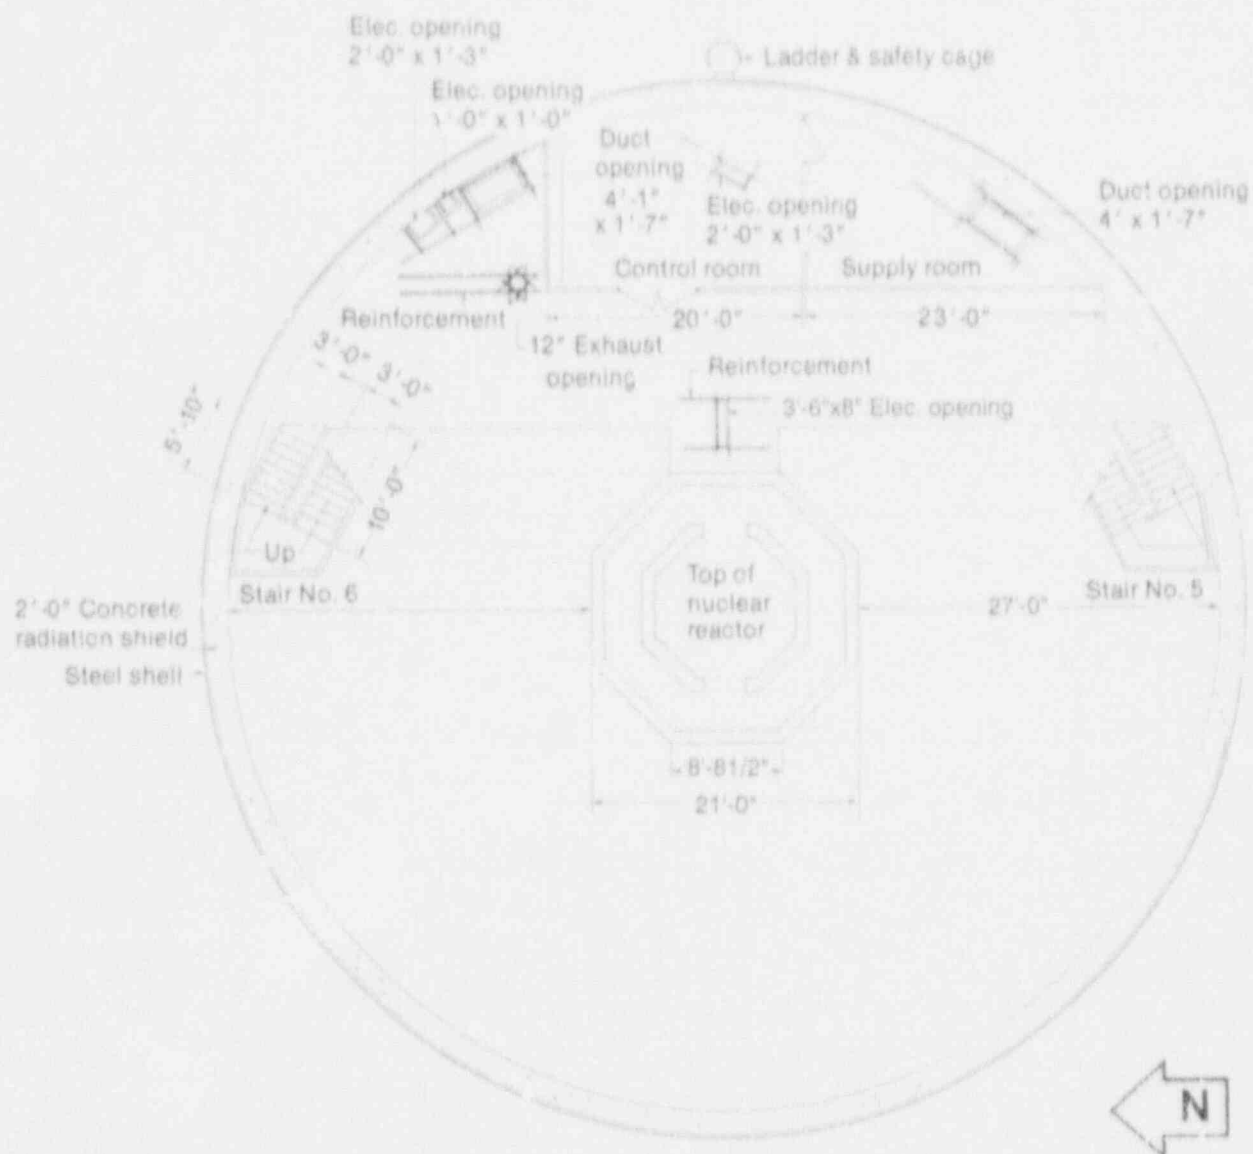 Elec. opening
2'-0" x 1'-3"
Ladder & safety cage
Elec. opening
1'-0" x 1'-0"
Duct
opening
4'-1"
x 1'-7"
Elec. opening
2'-0" x 1'-3"
Duct opening
4' x 1'-7"
Control room
Supply room
Reinforcement
20'-0"
23'-0"
12" Exhaust
opening
3'-0"
3'-0"
Reinforcement
3'-6"x8" Elec. opening
5'-10"
10'-0"
Up
Stair No. 6
Top of
nuclear
reactor
27'-0"
Stair No. 5
2'-0" Concrete
radiation shield
Steel shell
8'-81/2"
21'-0"
N